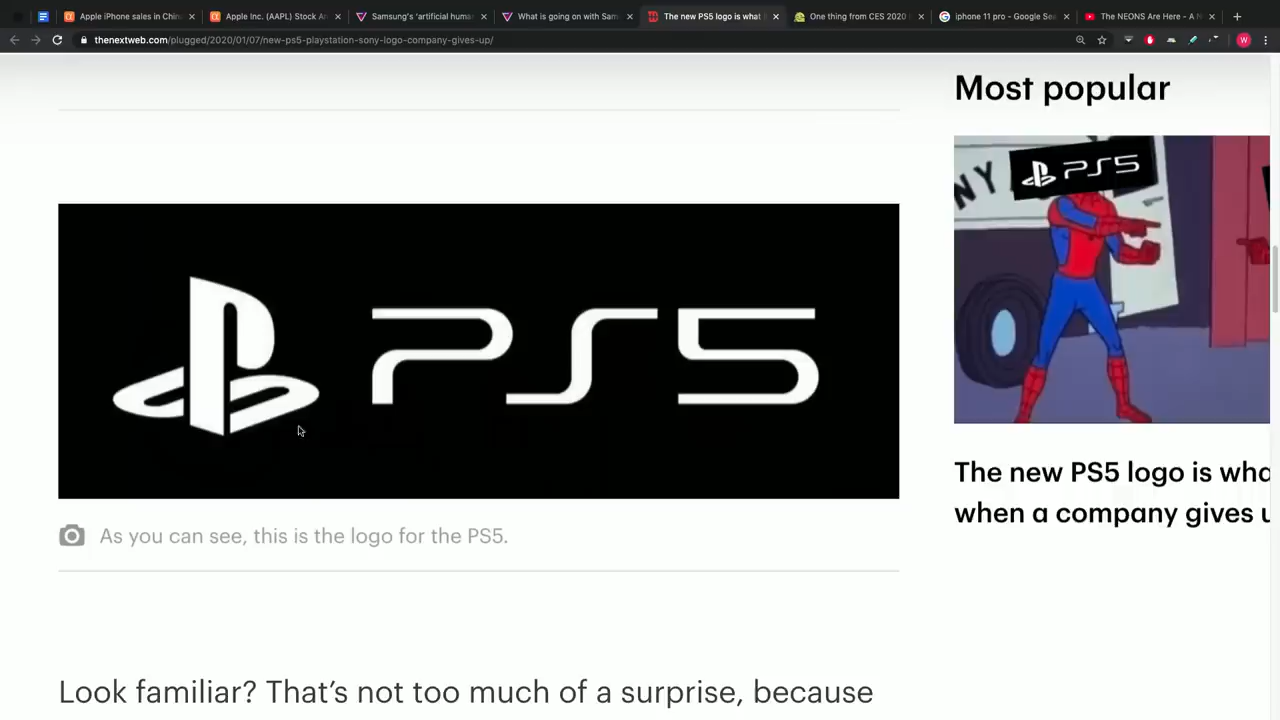 Apple iPhone sales in Chin
Apple Inc. (AAPL) Stock An
Samsung's 'artificial human
What is going on with Sam
The new PS5 logo is what
One thing from CES 2020
iphone 11 pro - Google Sea
The NEONS Are Here - A N
thenextweb.com/plugged/2020/01/07/new-ps5-playstation-sony-logo-company-gives-up/
W
Most popular
NY
PS5
PS5
The new PS5 logo is wha
when a company gives u
As you can see, this is the logo for the PS5.
Look familiar? That's not too much of a surprise, because